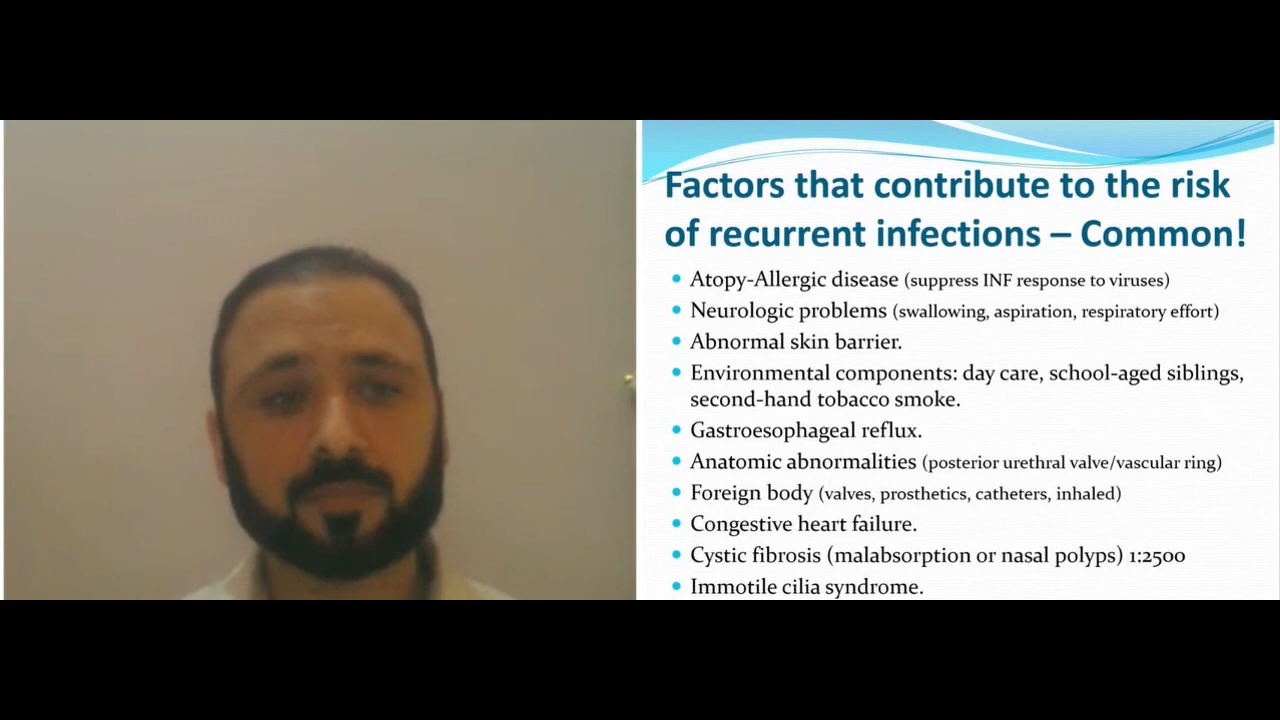 Factors that contribute to the risk
of recurrent infections – Common!
• Atopy-Allergic disease (suppress INF response to viruses)
• Neurologic problems (swallowing, aspiration, respiratory effort)
• Abnormal skin barrier.
• Environmental components: day care, school-aged siblings,
second-hand tobacco smoke.
• Gastroesophageal reflux.
• Anatomic abnormalities (posterior urethral valve/vascular ring)
• Foreign body (valves, prosthetics, catheters, inhaled)
• Congestive heart failure.
• Cystic fibrosis (malabsorption or nasal polyps) 1:2500
• Immotile cilia syndrome.